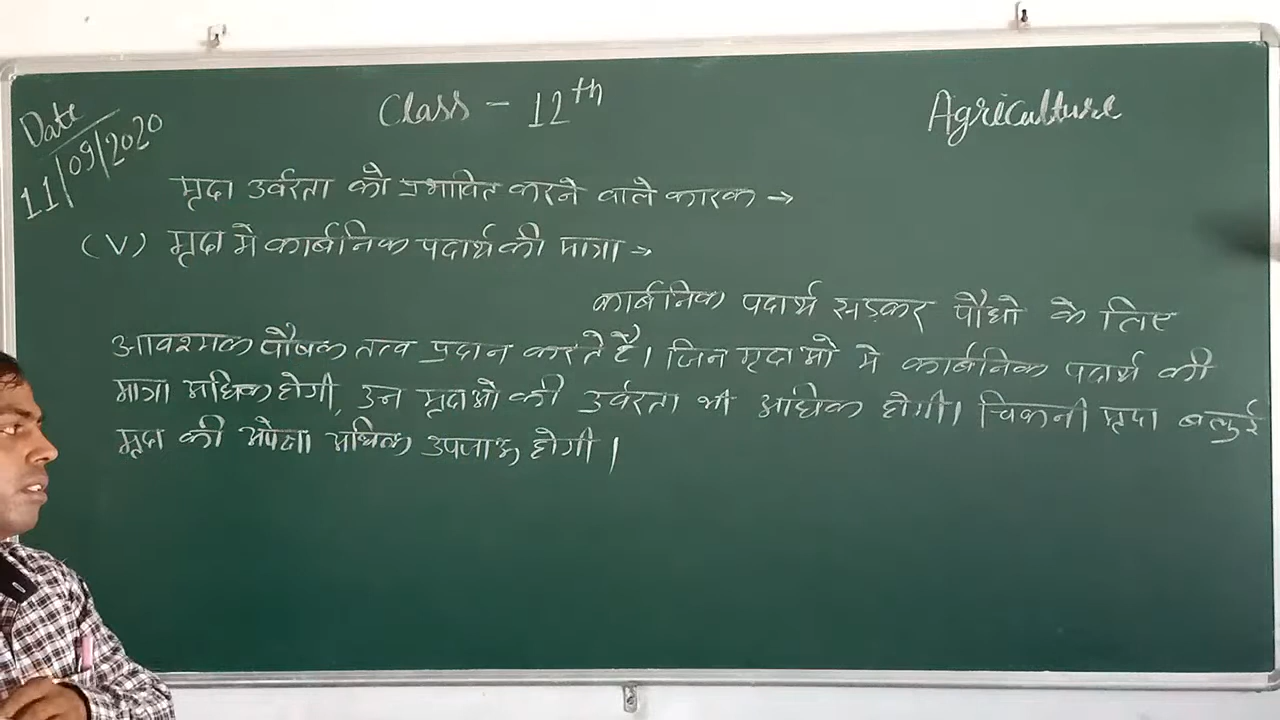 Date
11/09/2020
Class - 12th
Agriculture
मृदा उर्वरता को प्रभावित करने वाले कारक →
(V) मृदा मे कार्बनिक पदार्थ की मात्रा →
कार्बनिक पदार्थ सड़कर पौधो के लिए
आवश्यक पौषक तत्व प्रदान करते है। जिन मृदाओ मे कार्बनिक पदार्थ की
मात्रा अधिक होगी, उन मृदाओ की उर्वरता भी अधिक होगी। चिकनी मृदा बलुई
मृदा की अपेक्षा अधिक उपजाऊ होगी।